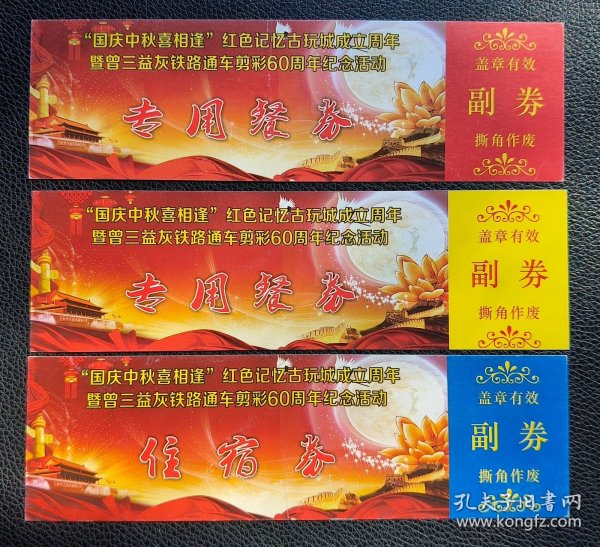 “国庆中秋喜相逢”红色记忆古玩城成立周年
暨曾三益灰铁路通车剪彩60周年纪念活动
专用餐券
盖章有效
副 券
撕角作废
“国庆中秋喜相逢”红色记忆古玩城成立周年
暨曾三益灰铁路通车剪彩60周年纪念活动
专用餐券
盖章有效
副 券
撕角作废
“国庆中秋喜相逢”红色记忆古玩城成立周年
暨曾三益灰铁路通车剪彩60周年纪念活动
住宿券
盖章有效
副 券
撕角作废
孔夫子旧书网
www.kongfz.com